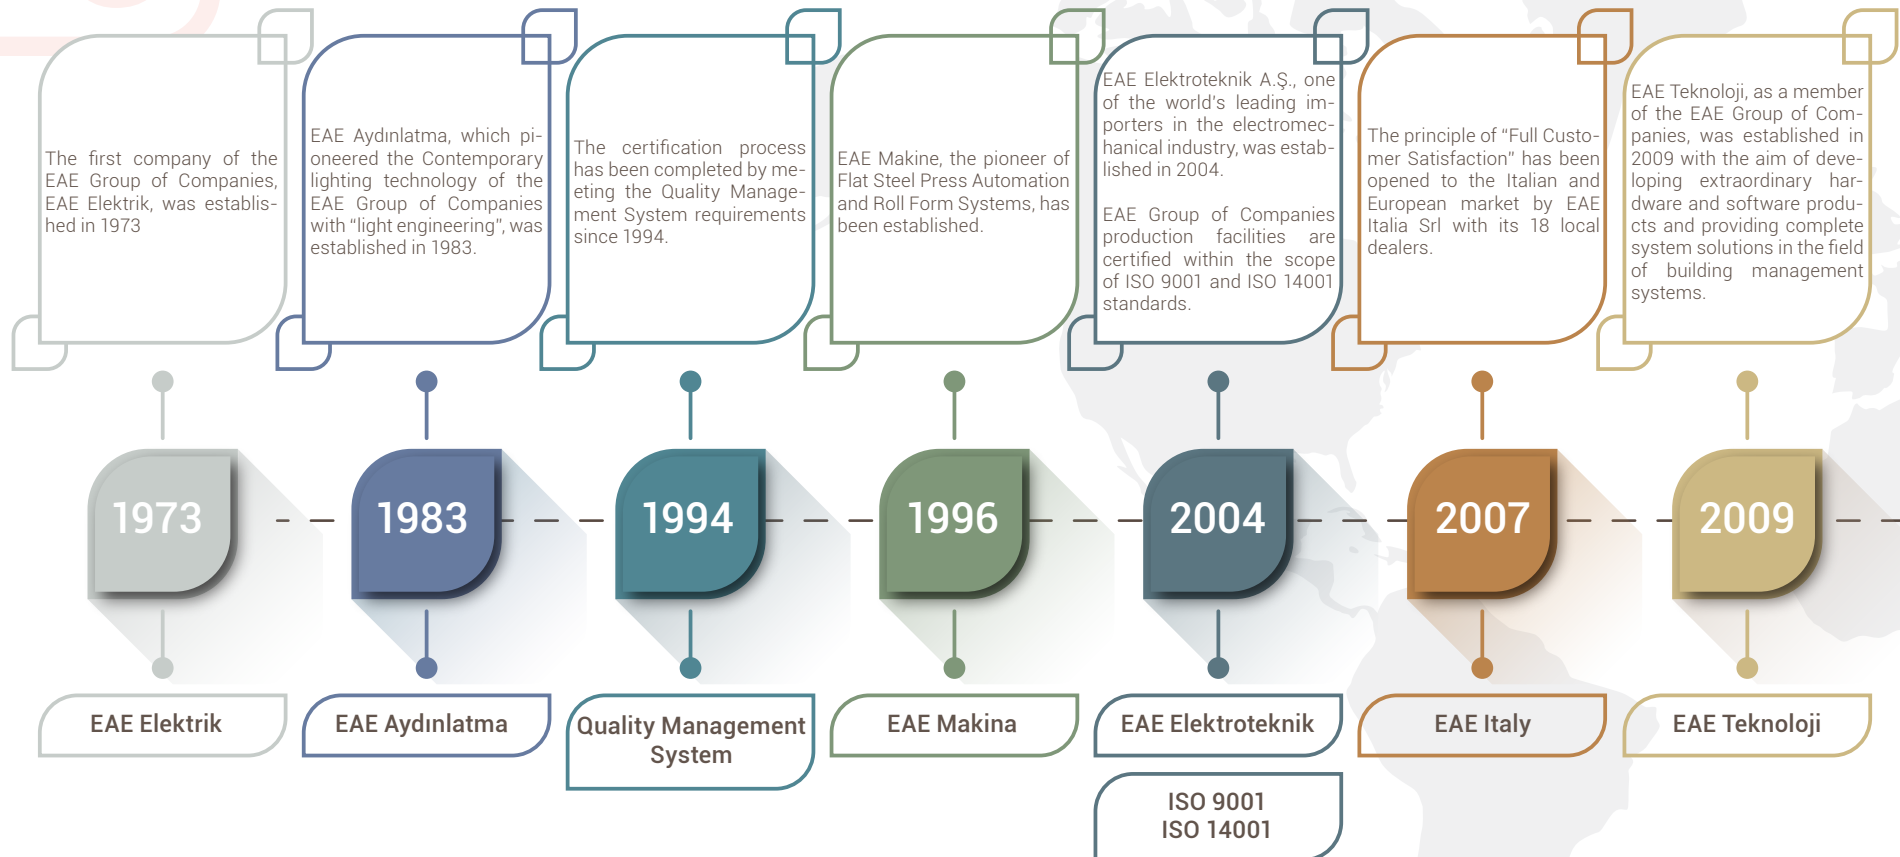 The first company of the
EAE Group of Companies,
EAE Elektrik, was establis-
hed in 1973
EAE Aydınlatma, which pi-
oneered the Contemporary
lighting technology of the
EAE Group of Companies
with “light engineering”, was
established in 1983.
The certification process
has been completed by me-
eting the Quality Manage-
ment System requirements
since 1994.
EAE Makine, the pioneer of
Flat Steel Press Automation
and Roll Form Systems, has
been established.
EAE Elektroteknik A.Ş., one
of the world's leading im-
porters in the electromec-
hanical industry, was estab-
lished in 2004.
EAE Group of Companies
production facilities are
certified within the scope
of ISO 9001 and ISO 14001
standards.
The principle of “Full Custo-
mer Satisfaction” has been
opened to the Italian and
European market by EAE
Italia Srl with its 18 local
dealers.
EAE Teknoloji, as a member
of the EAE Group of Com-
panies, was established in
2009 with the aim of deve-
loping extraordinary har-
dware and software produ-
cts and providing complete
system solutions in the field
of building management
systems.
1973
1983
1994
1996
2004
2007
2009
EAE Elektrik
EAE Aydınlatma
Quality Management
System
EAE Makina
EAE Elektroteknik
EAE Italy
EAE Teknoloji
ISO 9001
ISO 14001